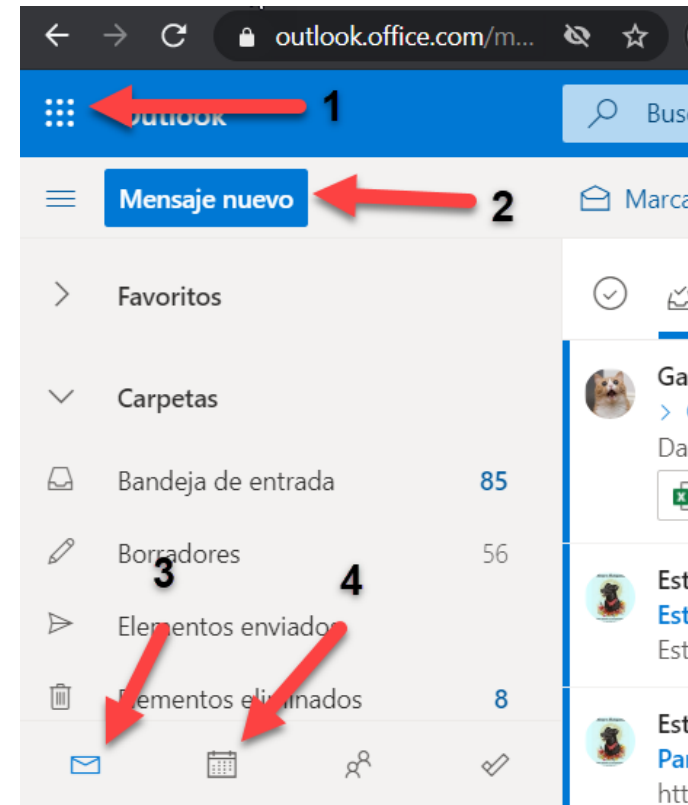 outlook.office.com/m...
Outlook
1
Mensaje nuevo
2
Favoritos
Carpetas
Bandeja de entrada 85
Borradores 56
3
4
Elementos enviados
Elementos eliminados 8